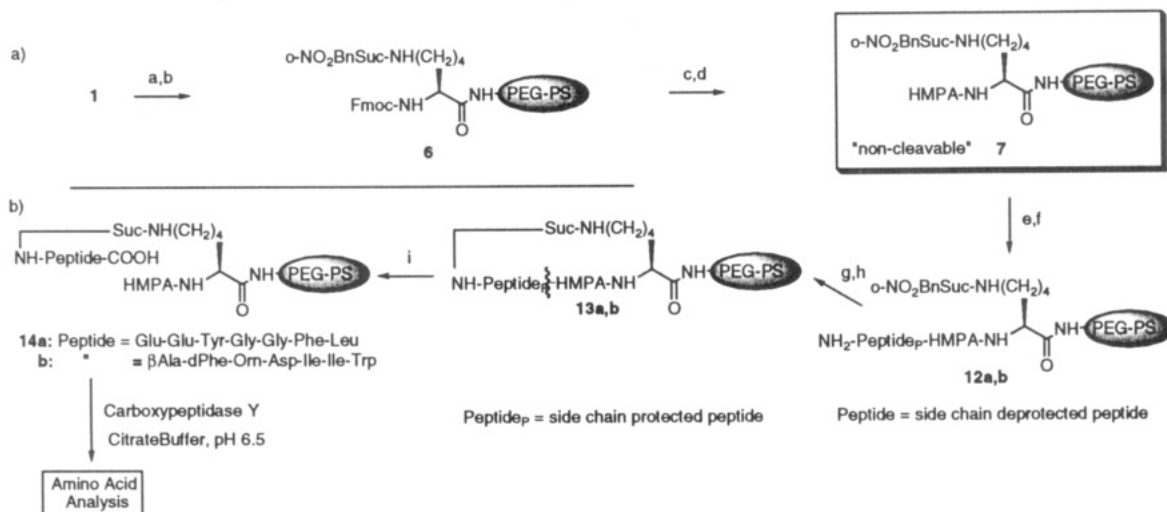 a)
1
a,b
o-NO₂BnSuc-NH(CH₂)₄
Fmoc-NH
NH
PEG-PS
O
6
c,d
o-NO₂BnSuc-NH(CH₂)₄
HMPA-NH
NH
PEG-PS
O
"non-cleavable" 7
e,f
b)
Suc-NH(CH₂)₄
NH-Peptide-COOH
HMPA-NH
NH
PEG-PS
O
i
Suc-NH(CH₂)₄
NH-Peptideₚ
HMPA-NH
NH
PEG-PS
O
13a,b
g,h
o-NO₂BnSuc-NH(CH₂)₄
NH₂-Peptideₚ-HMPA-NH
NH
PEG-PS
O
12a,b
14a: Peptide = Glu-Glu-Tyr-Gly-Gly-Phe-Leu
b: " = βAla-dPhe-Orn-Asp-Ile-Ile-Trp
Carboxypeptidase Y
CitrateBuffer, pH 6.5
Amino Acid
Analysis
Peptideₚ = side chain protected peptide
Peptide = side chain deprotected peptide